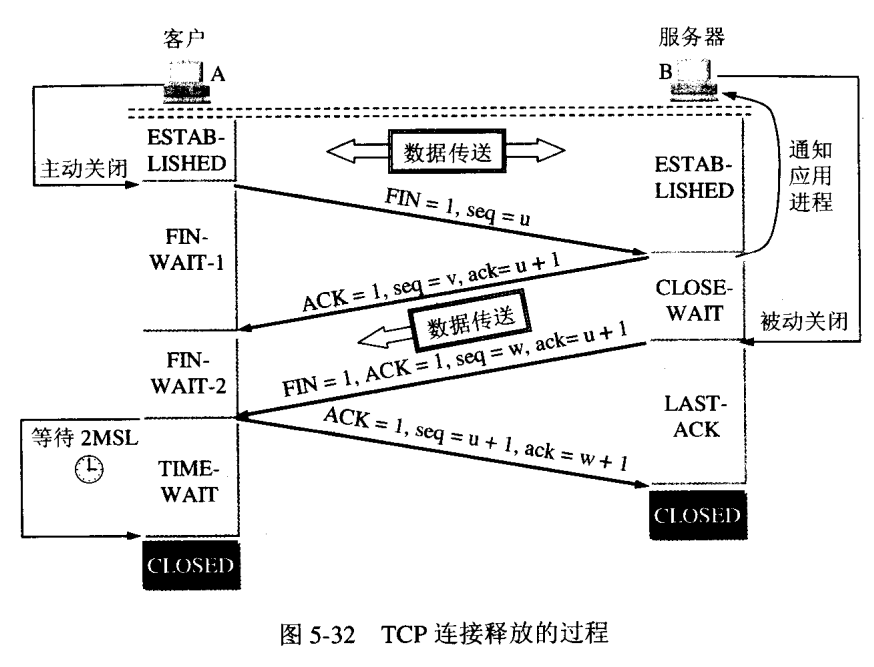 客户
服务器
A
B
ESTAB-
LISHED
数据传送
主动关闭
ESTAB-
LISHED
通知
应用
进程
FIN = 1, seq = u
FIN-
WAIT-1
ACK = 1, seq = v, ack= u + 1
CLOSE-
WAIT
数据传送
被动关闭
FIN-
WAIT-2
FIN = 1, ACK = 1, seq = w, ack= u + 1
LAST-
ACK
ACK = 1, seq = u + 1, ack = w + 1
等待 2MSL
TIME-
WAIT
CLOSED
CLOSED
图 5-32 TCP 连接释放的过程